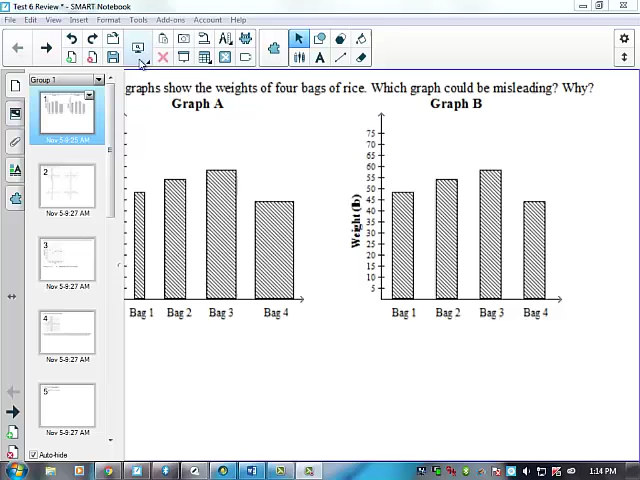 Test 6 Review * - SMART Notebook
File Edit View Insert Format Tools Add-ons Account Help
Group 1
1
Nov 5-8:25 AM
2
Nov 5-8:27 AM
3
Nov 5-9:27 AM
4
Nov 5-9:27 AM
5
Nov 5-9:27 AM
Auto-hide
graphs show the weights of four bags of rice. Which graph could be misleading? Why?
Graph A
Bag 1 Bag 2 Bag 3 Bag 4
Graph B
Weight (lb)
75
70
65
60
55
50
45
40
35
30
25
20
15
10
5
Bag 1 Bag 2 Bag 3 Bag 4
1:14 PM